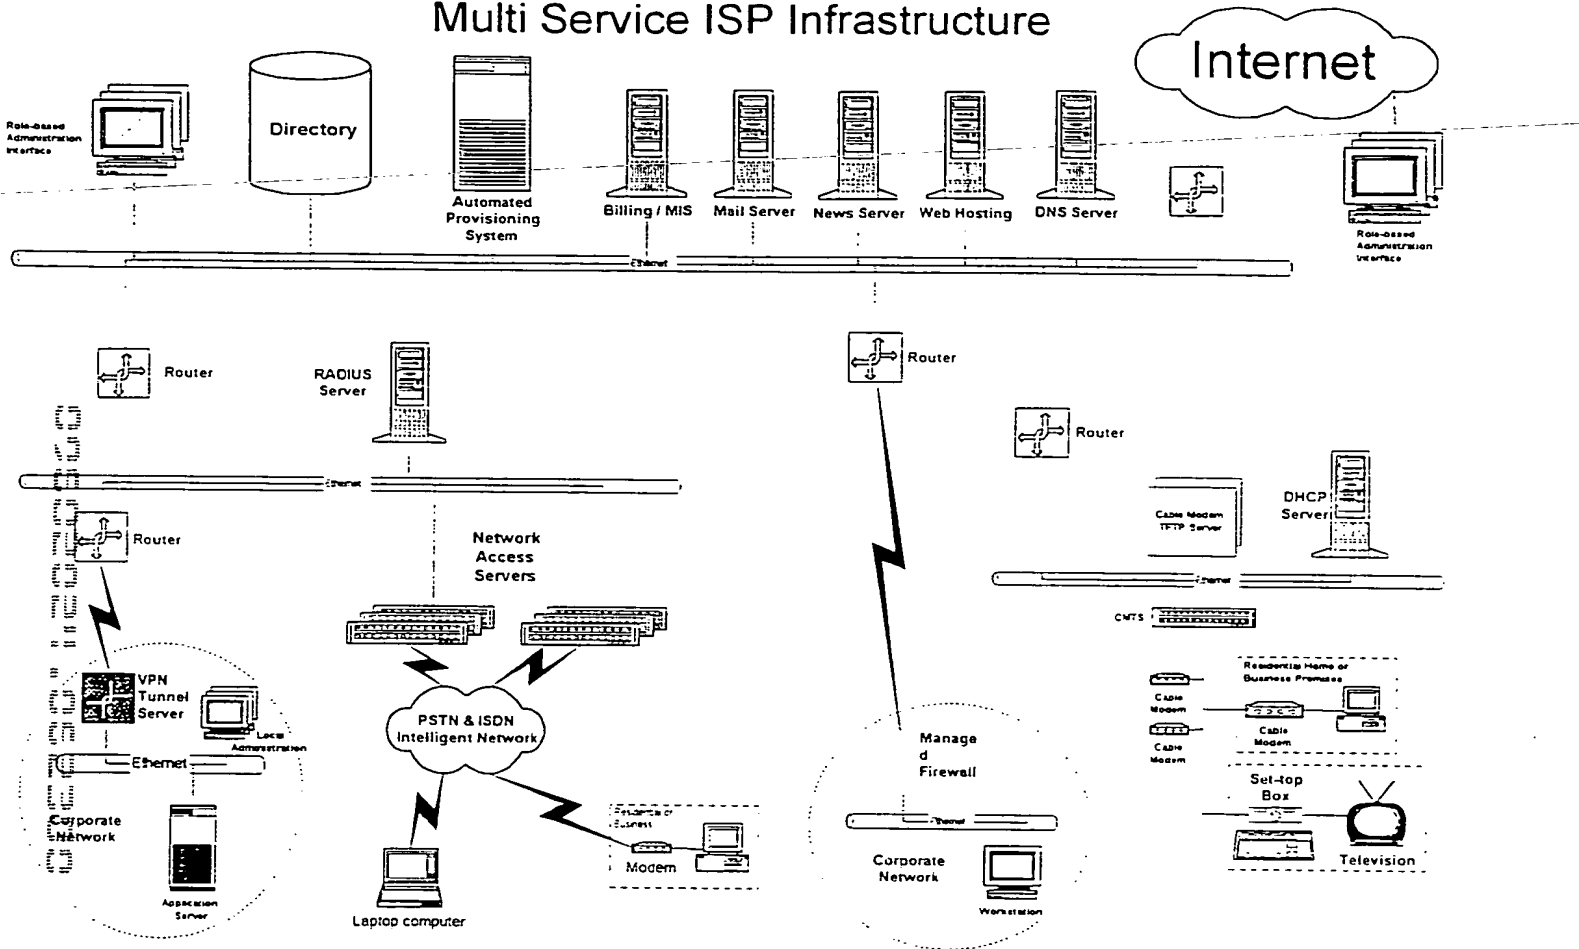 Multi Service ISP Infrastructure
Internet
Role-based
Administration
Interface
Directory
Automated
Provisioning
System
Billing / MIS
Mail Server
News Server
Web Hosting
DNS Server
Role-based
Administration
Interface
Ethernet
Router
RADIUS
Server
Router
Router
Ethernet
Router
Network
Access
Servers
Cable Modem
TFTP Server
DHCP
Server
Ethernet
CMTS
VPN
Tunnel
Server
Local
Administration
Ethernet
Corporate
Network
Application
Server
PSTN & ISDN
Intelligent Network
Laptop computer
Residential or
Business
Modem
Manage
d
Firewall
Ethernet
Corporate
Network
Workstation
Cable
Modem
Cable
Modem
Residential Home or
Business Premises
Cable
Modem
Set-top
Box
Television